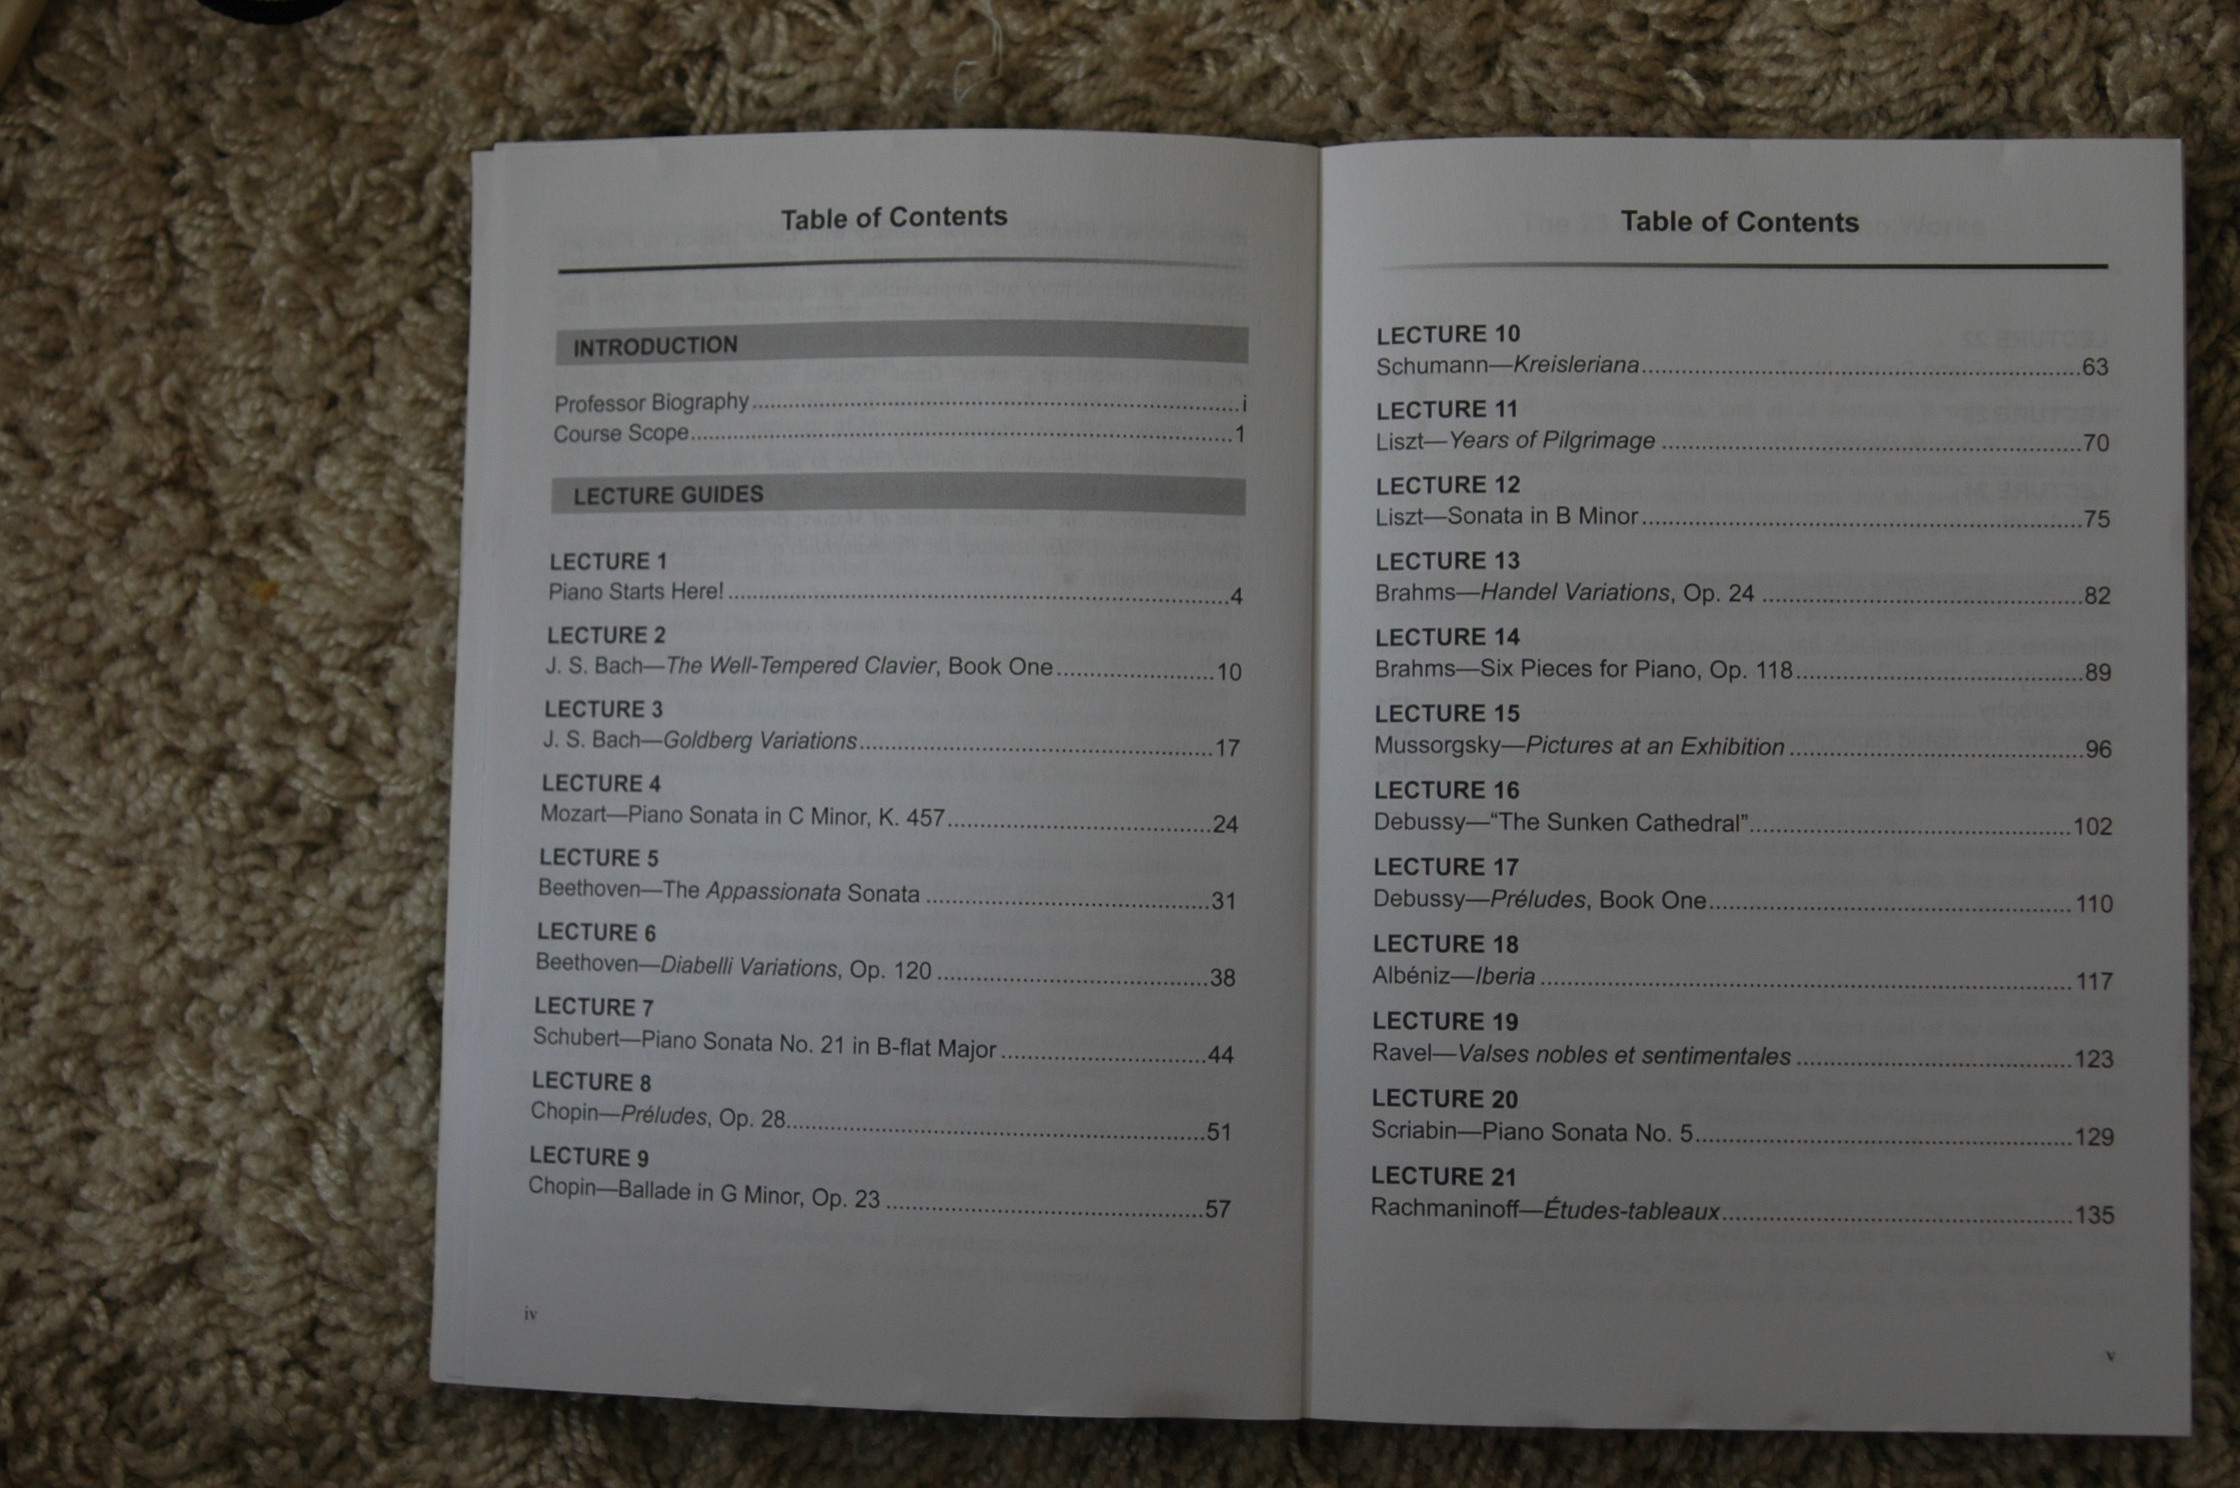 Table of Contents
INTRODUCTION
Professor Biography..........i
Course Scope..........1
LECTURE GUIDES
LECTURE 1
Piano Starts Here!..........4
LECTURE 2
J. S. Bach—The Well-Tempered Clavier, Book One..........10
LECTURE 3
J. S. Bach—Goldberg Variations..........17
LECTURE 4
Mozart—Piano Sonata in C Minor, K. 457..........24
LECTURE 5
Beethoven—The Appassionata Sonata..........31
LECTURE 6
Beethoven—Diabelli Variations, Op. 120..........38
LECTURE 7
Schubert—Piano Sonata No. 21 in B-flat Major..........44
LECTURE 8
Chopin—Préludes, Op. 28..........51
LECTURE 9
Chopin—Ballade in G Minor, Op. 23..........57
iv
Table of Contents
LECTURE 10
Schumann—Kreisleriana..........63
LECTURE 11
Liszt—Years of Pilgrimage..........70
LECTURE 12
Liszt—Sonata in B Minor..........75
LECTURE 13
Brahms—Handel Variations, Op. 24..........82
LECTURE 14
Brahms—Six Pieces for Piano, Op. 118..........89
LECTURE 15
Mussorgsky—Pictures at an Exhibition..........96
LECTURE 16
Debussy—“The Sunken Cathedral”..........102
LECTURE 17
Debussy—Préludes, Book One..........110
LECTURE 18
Albéniz—Iberia..........117
LECTURE 19
Ravel—Valses nobles et sentimentales..........123
LECTURE 20
Scriabin—Piano Sonata No. 5..........129
LECTURE 21
Rachmaninoff—Études-tableaux..........135
v